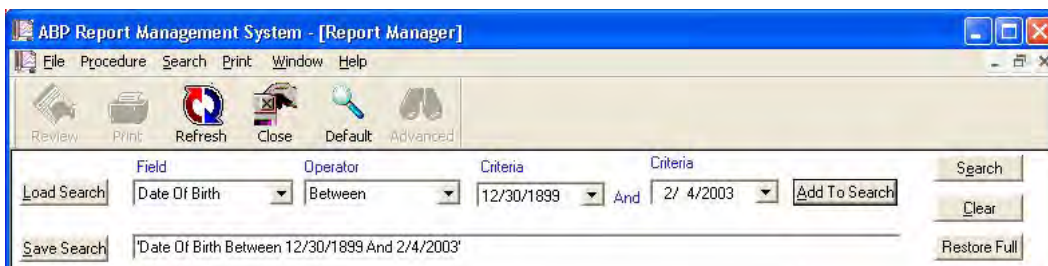 ABP Report Management System - [Report Manager]
File Procedure Search Print Window Help
Review Print Refresh Close Default Advanced
Field Operator Criteria Criteria Search
Load Search Date Of Birth Between 12/30/1899 And 2/ 4/2003 Add To Search
Clear
Save Search 'Date Of Birth Between 12/30/1899 And 2/4/2003' Restore Full